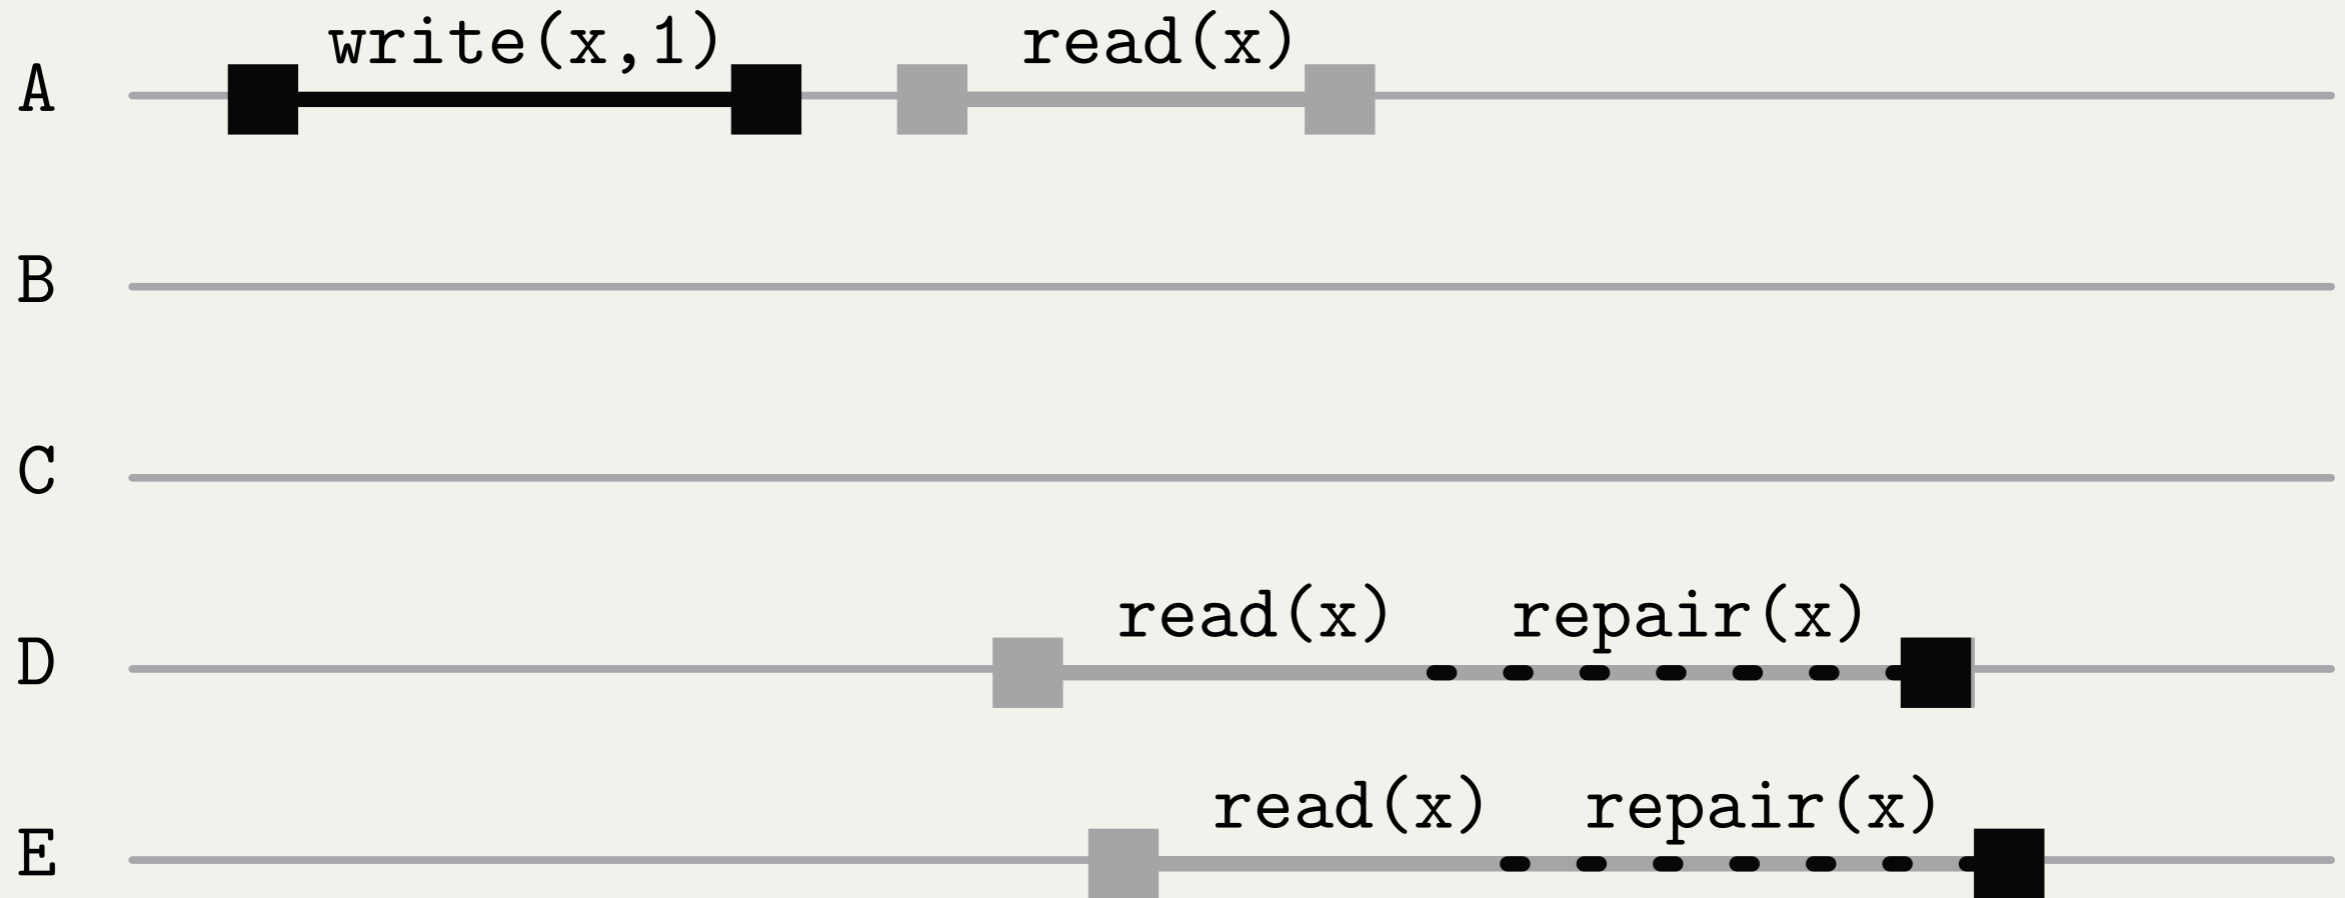 write(x,1) read(x)
A
B
C
read(x) repair(x)
D
read(x) repair(x)
E